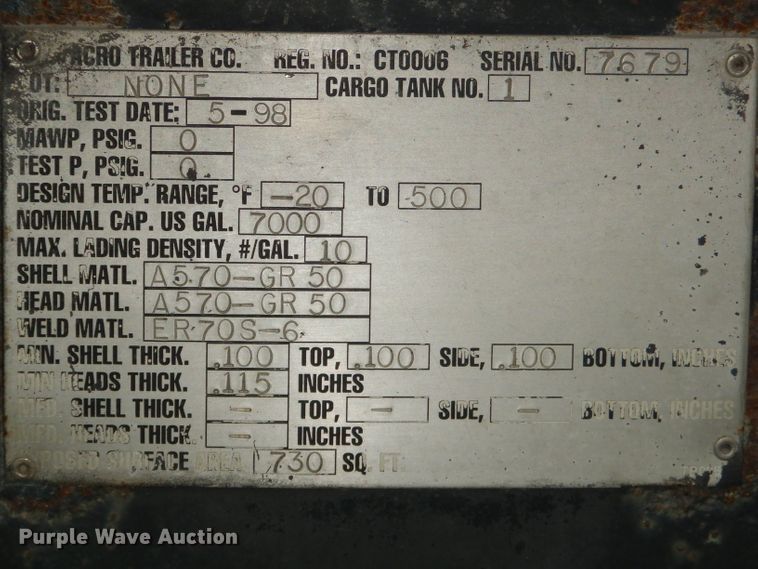 ACRO TRAILER CO. REG. NO.: CT0006 SERIAL NO. 7679
DOT: NONE CARGO TANK NO. 1
ORIG. TEST DATE: 5-98
MAWP, PSIG. 0
TEST P, PSIG. 0
DESIGN TEMP. RANGE, °F -20 TO 500
NOMINAL CAP. US GAL. 7000
MAX. LADING DENSITY, #/GAL. 10
SHELL MATL. A570-GR 50
HEAD MATL. A570-GR 50
WELD MATL. ER70S-6
MIN. SHELL THICK. .100 TOP, .100 SIDE, .100 BOTTOM, INCHES
MIN HEADS THICK. .115 INCHES
MFD. SHELL THICK. - TOP, - SIDE, - BOTTOM, INCHES
MFD. HEADS THICK. - INCHES
EXPOSED SURFACE AREA 730 SQ. FT.
Purple Wave Auction